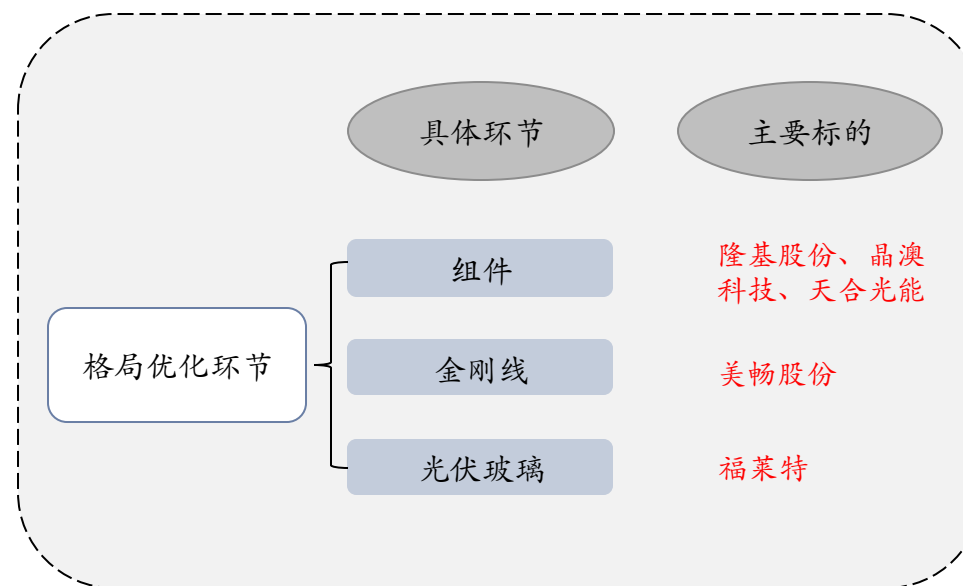 具体环节
主要标的
组件
隆基股份、晶澳
科技、天合光能
格局优化环节
金刚线
美畅股份
光伏玻璃
福莱特